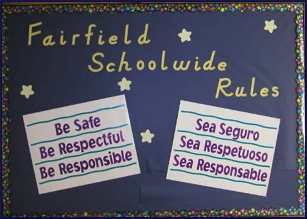 Fairfield
Schoolwide
Rules
Be Safe
Be Respectful
Be Responsible
Sea Seguro
Sea Respetuoso
Sea Responsable